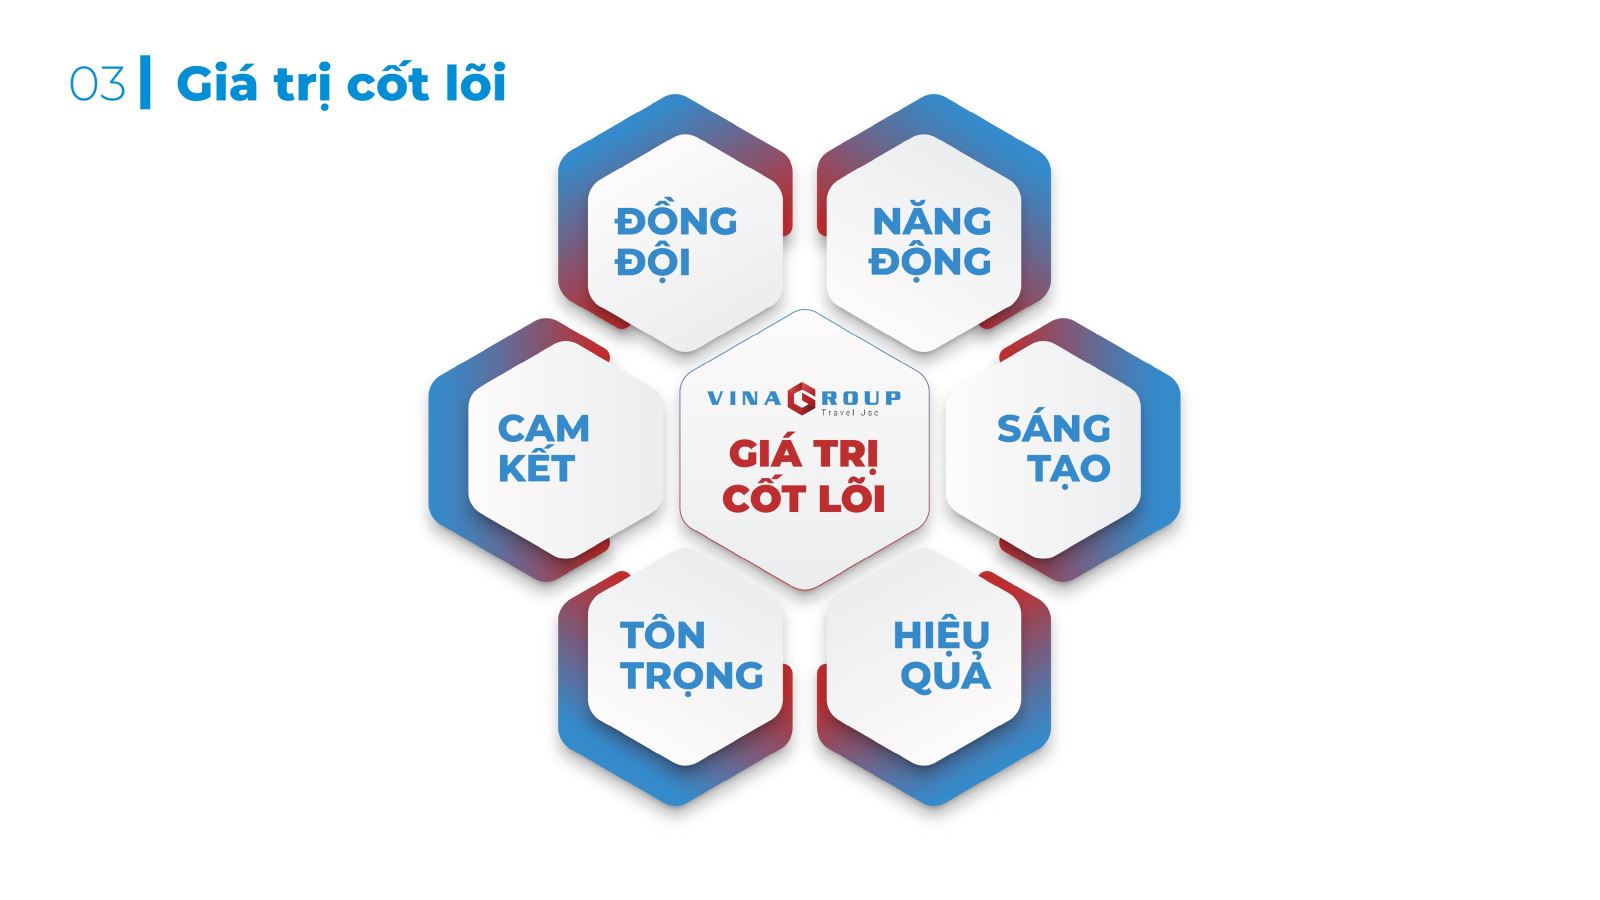 03 Giá trị cốt lõi
ĐỒNG
ĐỘI
NĂNG
ĐỘNG
CAM
KẾT
VINAGROUP
Travel Jsc
GIÁ TRỊ
CỐT LÕI
SÁNG
TẠO
TÔN
TRỌNG
HIỆU
QUẢ